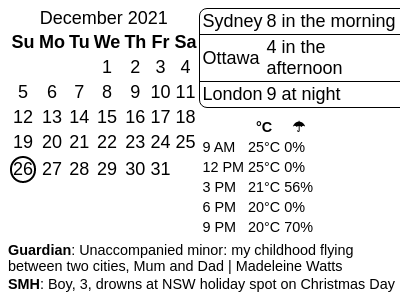 December 2021
Su Mo Tu We Th Fr Sa
1 2 3 4
5 6 7 8 9 10 11
12 13 14 15 16 17 18
19 20 21 22 23 24 25
26 27 28 29 30 31
Sydney 8 in the morning
Ottawa 4 in the
afternoon
London 9 at night
°C ☂
9 AM 25°C 0%
12 PM 25°C 0%
3 PM 21°C 56%
6 PM 20°C 0%
9 PM 20°C 70%
Guardian: Unaccompanied minor: my childhood flying
between two cities, Mum and Dad | Madeleine Watts
SMH: Boy, 3, drowns at NSW holiday spot on Christmas Day